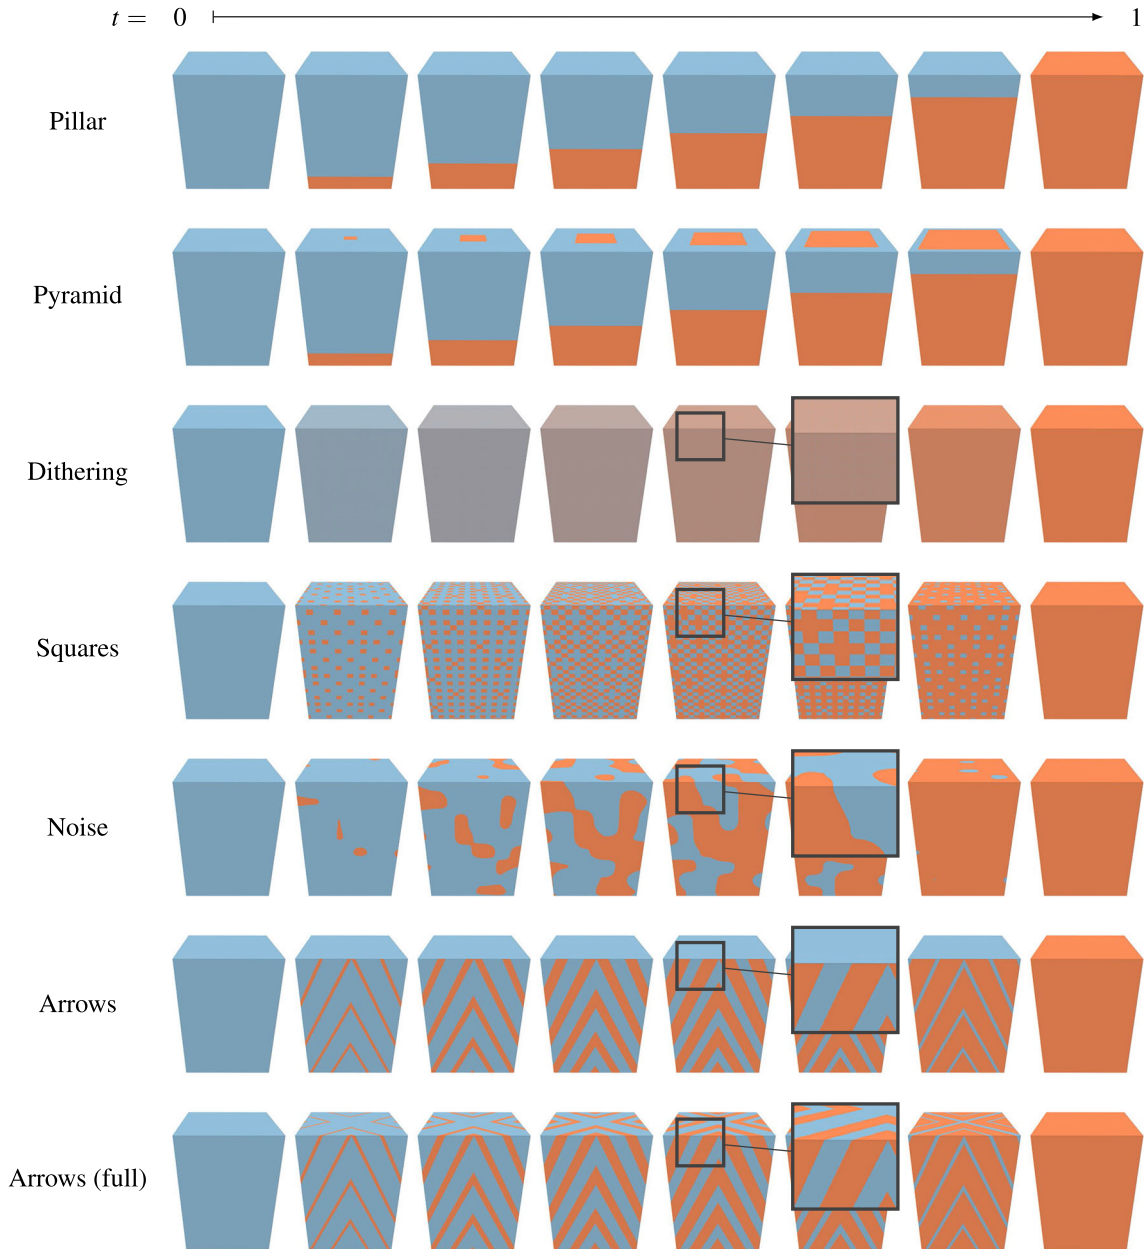 t = 0 1
Pillar
Pyramid
Dithering
Squares
Noise
Arrows
Arrows (full)